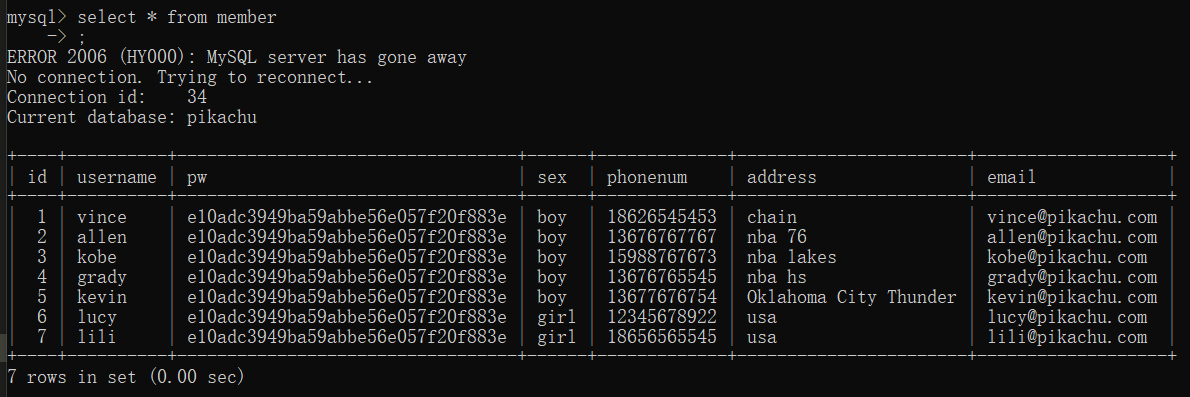 mysql> select * from member
    -> ;
ERROR 2006 (HY000): MySQL server has gone away
No connection. Trying to reconnect...
Connection id:    34
Current database: pikachu

+----+----------+----------------------------------+------+-------------+-----------------------+-------------------+
| id | username | pw                               | sex  | phonenum    | address               | email             |
+----+----------+----------------------------------+------+-------------+-----------------------+-------------------+
|  1 | vince    | e10adc3949ba59abbe56e057f20f883e | boy  | 18626545453 | chain                 | vince@pikachu.com |
|  2 | allen    | e10adc3949ba59abbe56e057f20f883e | boy  | 13676767767 | nba 76                | allen@pikachu.com |
|  3 | kobe     | e10adc3949ba59abbe56e057f20f883e | boy  | 15988767673 | nba lakes             | kobe@pikachu.com  |
|  4 | grady    | e10adc3949ba59abbe56e057f20f883e | boy  | 13676765545 | nba hs                | grady@pikachu.com |
|  5 | kevin    | e10adc3949ba59abbe56e057f20f883e | boy  | 13677676754 | Oklahoma City Thunder | kevin@pikachu.com |
|  6 | lucy     | e10adc3949ba59abbe56e057f20f883e | girl | 12345678922 | usa                   | lucy@pikachu.com  |
|  7 | lili     | e10adc3949ba59abbe56e057f20f883e | girl | 18656565545 | usa                   | lili@pikachu.com  |
+----+----------+----------------------------------+------+-------------+-----------------------+-------------------+
7 rows in set (0.00 sec)